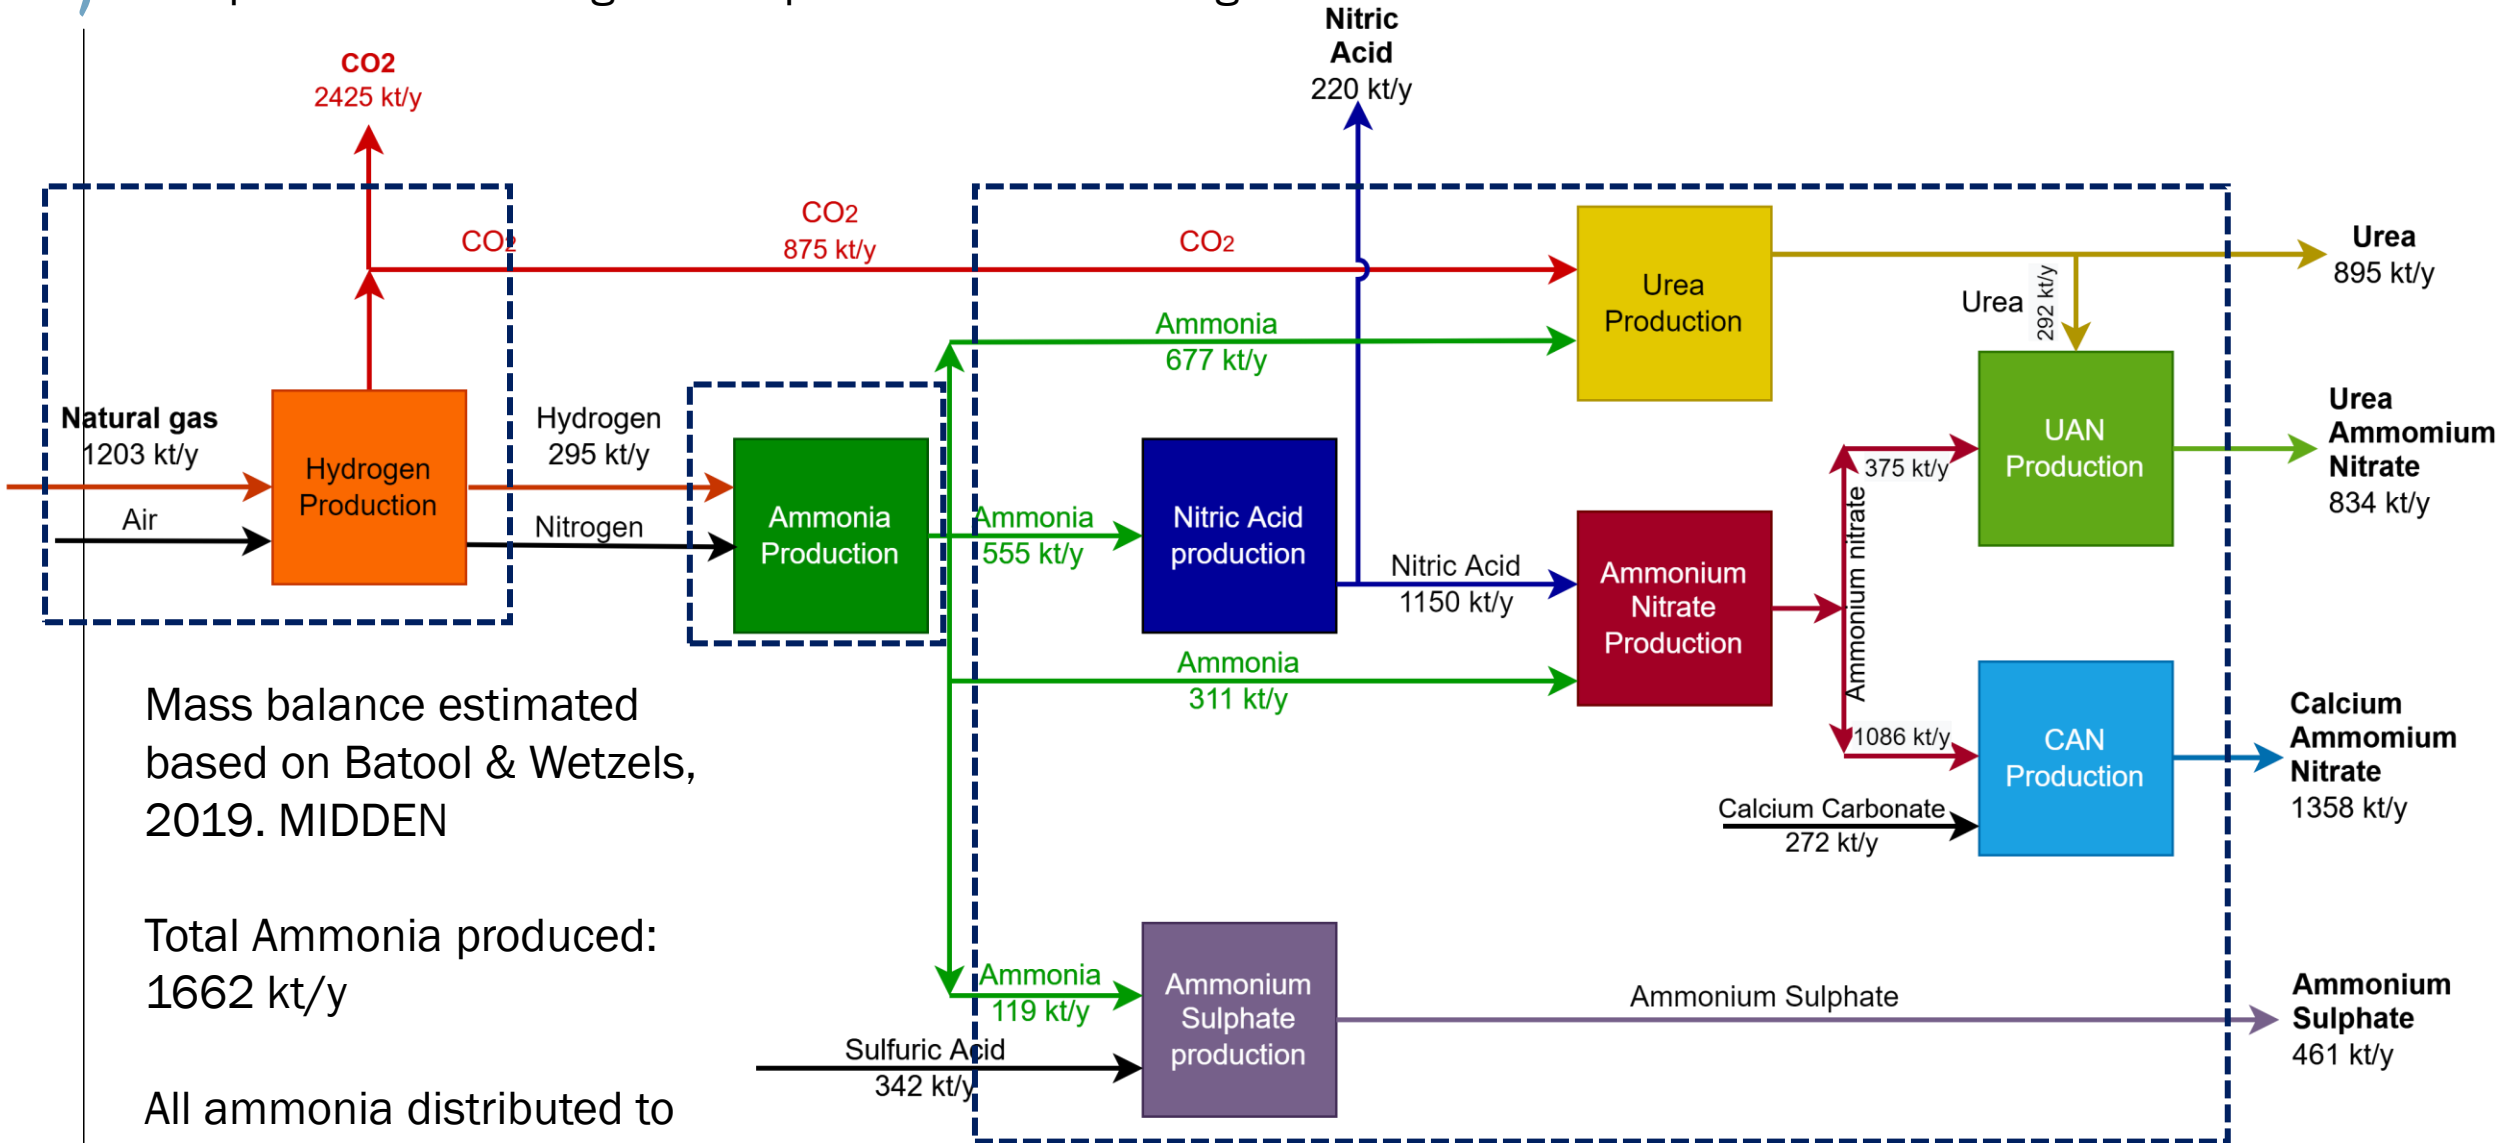 Nitric
Acid
220 kt/y
CO2
2425 kt/y
CO2
CO2
875 kt/y
CO2
Urea
Production
Urea
895 kt/y
Urea
292 kt/y
Ammonia
677 kt/y
Natural gas
1203 kt/y
Air
Hydrogen
Production
Hydrogen
295 kt/y
Nitrogen
Ammonia
Production
Ammonia
555 kt/y
Nitric Acid
production
Nitric Acid
1150 kt/y
Ammonium
Nitrate
Production
Ammonium nitrate
375 kt/y
UAN
Production
Urea
Ammomium
Nitrate
834 kt/y
Ammonia
311 kt/y
1086 kt/y
CAN
Production
Calcium Carbonate
272 kt/y
Calcium
Ammomium
Nitrate
1358 kt/y
Mass balance estimated
based on Batool & Wetzels,
2019. MIDDEN
Total Ammonia produced:
1662 kt/y
All ammonia distributed to
Ammonia
119 kt/y
Sulfuric Acid
342 kt/y
Ammonium
Sulphate
production
Ammonium Sulphate
Ammonium
Sulphate
461 kt/y